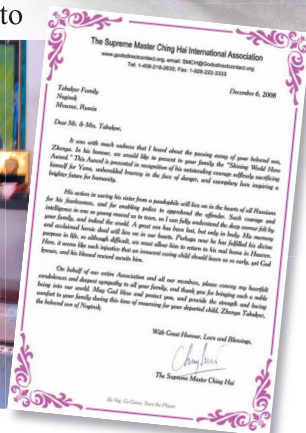 to
The Supreme Master Ching Hai International Association
www.godsdirectcontact.org, email: SMCHI@Godsdirectcontact.org
Tel: 1-408-218-2820; Fax: 1-928-222-3333
December 6, 2008
Tabakov Family
Noginsk
Moscow, Russia
Dear Mr. & Mrs. Tabakov,
It was with much sadness that I heard about the passing away of your beloved son,
Zhenya. In his honour, we would like to present to your family the "Shining World Hero
Award." This Award is presented in recognition of his outstanding courage selflessly sacrificing
himself for Yana, unheralded bravery in the face of danger, and exemplary love inspiring a
brighter future for humanity.
His action in saving his sister from a paedophile will live on in the hearts of all Russians
for his fearlessness, and for enabling police to apprehend the offender. Such courage and
intelligence in one so young moved us to tears, so I can fully understand the deep sorrow felt by
your family, and indeed the world. A great son has been lost, but only in body. His memory
and acclaimed heroic deed will live on in our hearts. Perhaps now he has fulfilled his divine
purpose in life, so although difficult, we must allow him to return to his real home in Heaven.
Here, it seems like such injustice that an innocent caring child should leave us so early, yet God
knows, and his blessed reward awaits him.
On behalf of our entire Association and all our members, please convey my heartfelt
condolences and deepest sympathy to all your family, and thank you for bringing such a noble
being into our world. May God bless and protect you, and provide the strength and loving
comfort to your family during this time of mourning for your departed child, Zhenya Tabakov,
the beloved son of Noginsk.
With Great Honour, Love and Blessings,
The Supreme Master Ching Hai
Be Veg, Go Green, Save the Planet